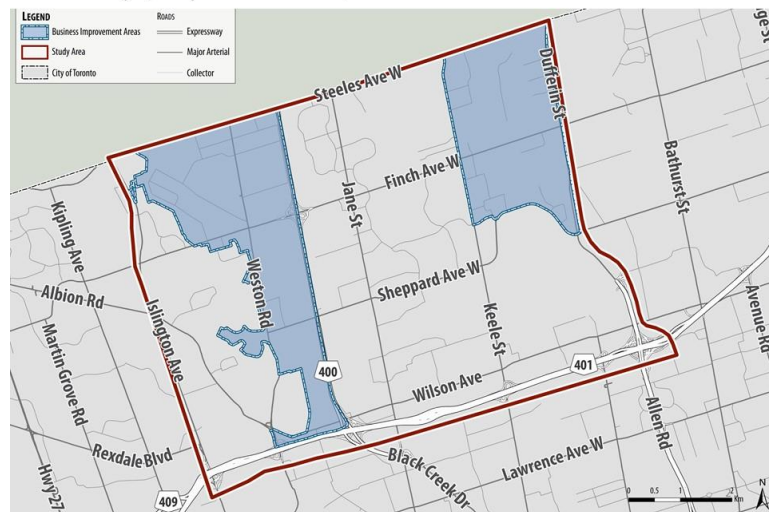 LEGEND
Business Improvement Areas
Study Area
City of Toronto
ROADS
Expressway
Major Arterial
Collector
Steeles Ave W
Dufferin St
Finch Ave W
Bathurst St
Jane St
Kipling Ave
Albion Rd
Weston Rd
Sheppard Ave W
Keele St
Islington Ave
Martin Grove Rd
Avenue Rd
400
401
Wilson Ave
Rexdale Blvd
Black Creek Dr
Lawrence Ave W
Allen Rd
Hwy 27
409
0 0.5 1 2
Km
N